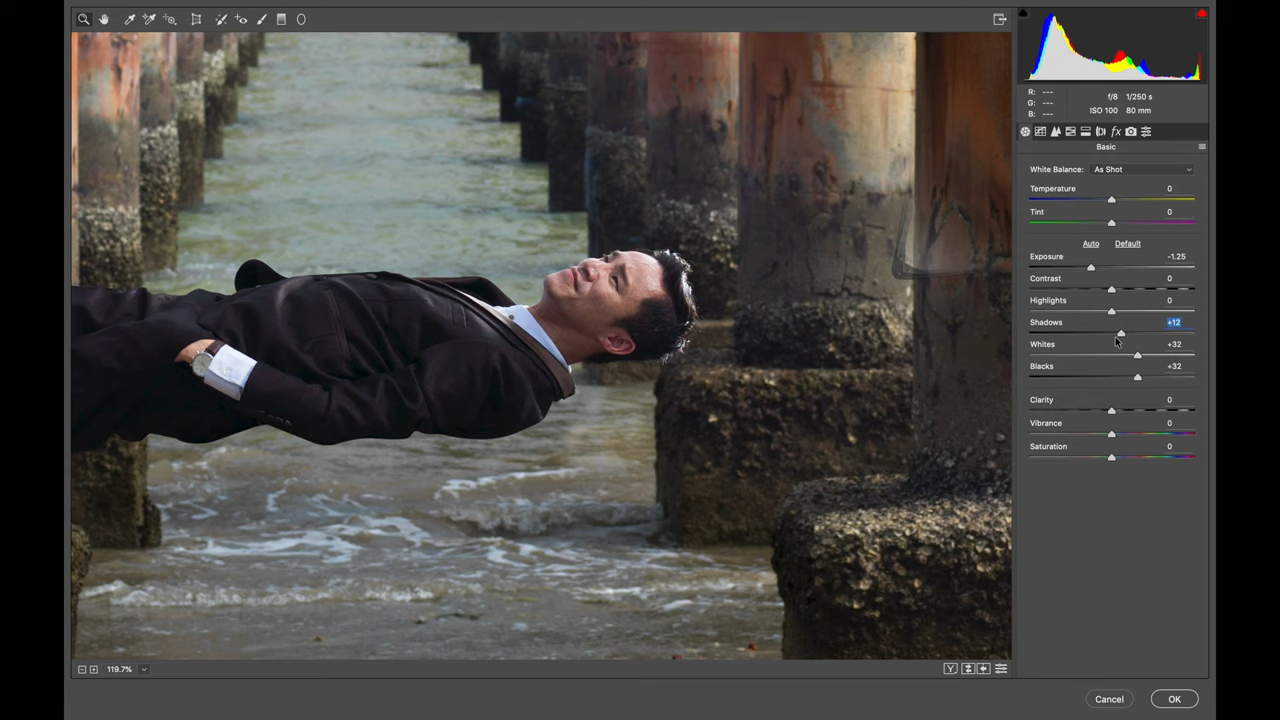 R: ---
G: ---
B: ---
f/8 1/250 s
ISO 100 80 mm
fx
Basic
White Balance: As Shot
Temperature 0
Tint 0
Auto Default
Exposure -1.25
Contrast 0
Highlights 0
Shadows +12
Whites +32
Blacks +32
Clarity 0
Vibrance 0
Saturation 0
119.7%
Y
Cancel OK